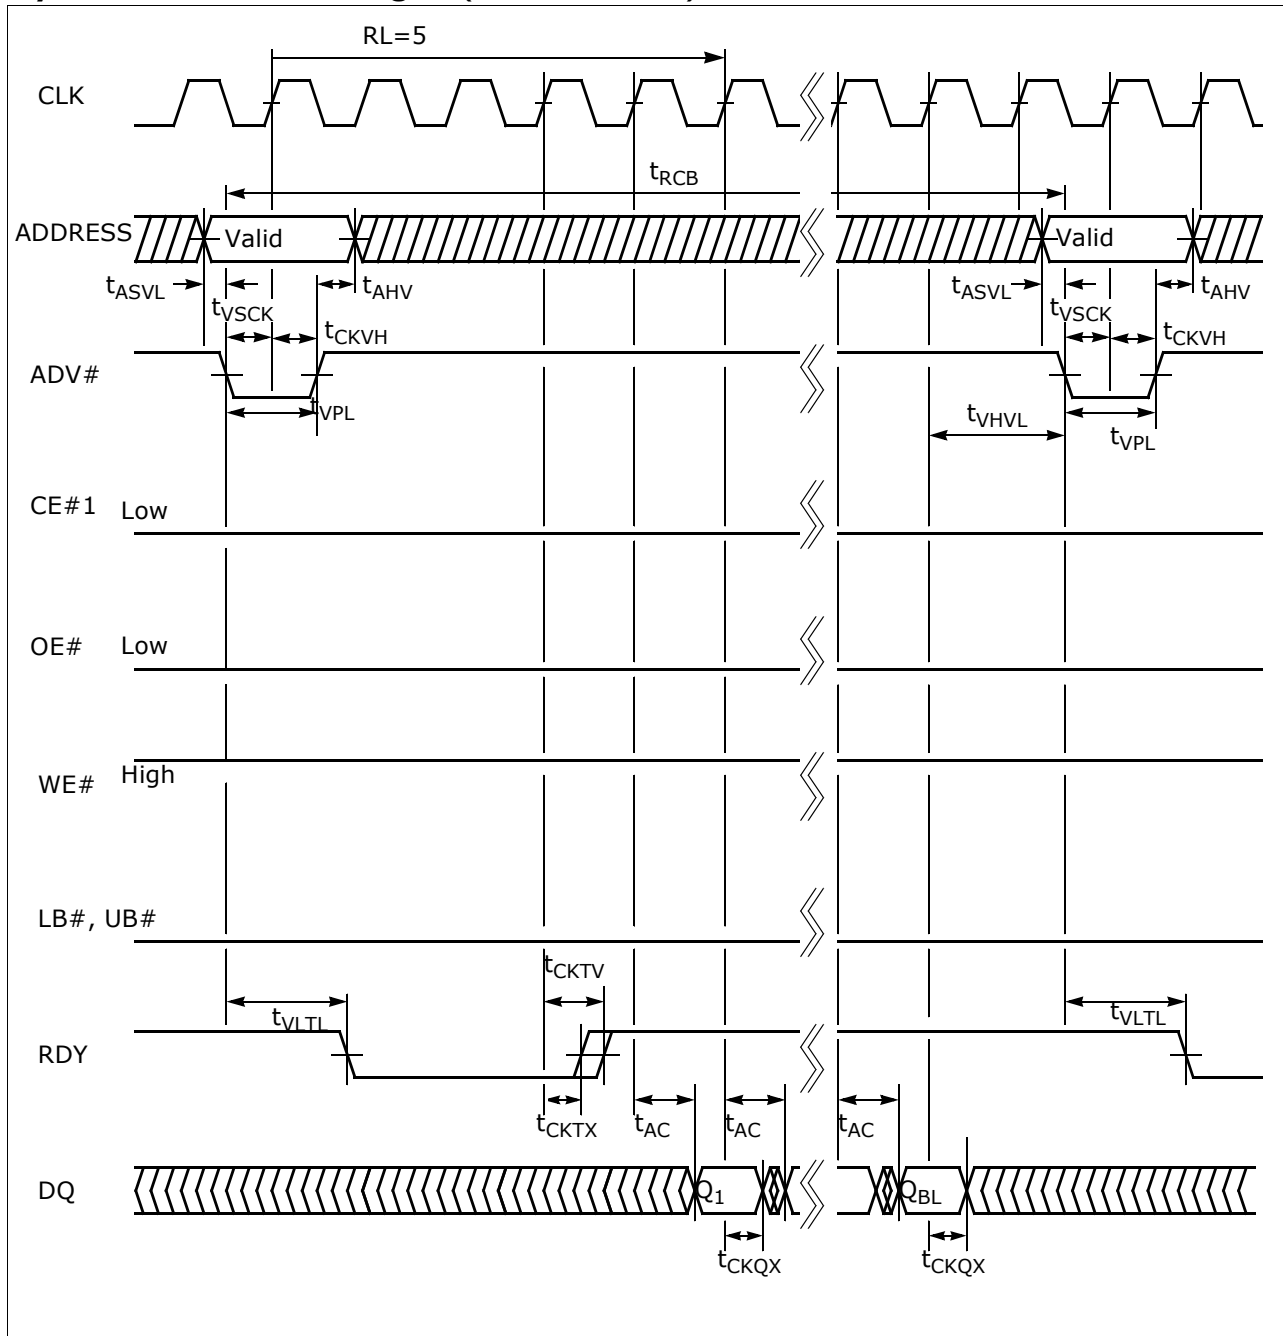 RL=5
CLK
tRCB
ADDRESS
Valid
Valid
tASVL
tVSCK
tCKVH
tAHV
tASVL
tVSCK
tCKVH
tAHV
ADV#
tVPL
tVHVL
tVPL
CE#1
Low
OE#
Low
WE#
High
LB#, UB#
tCKTV
tVLTL
tVLTL
RDY
tCKTX
tAC
tAC
tAC
DQ
Q1
QBL
tCKQX
tCKQX